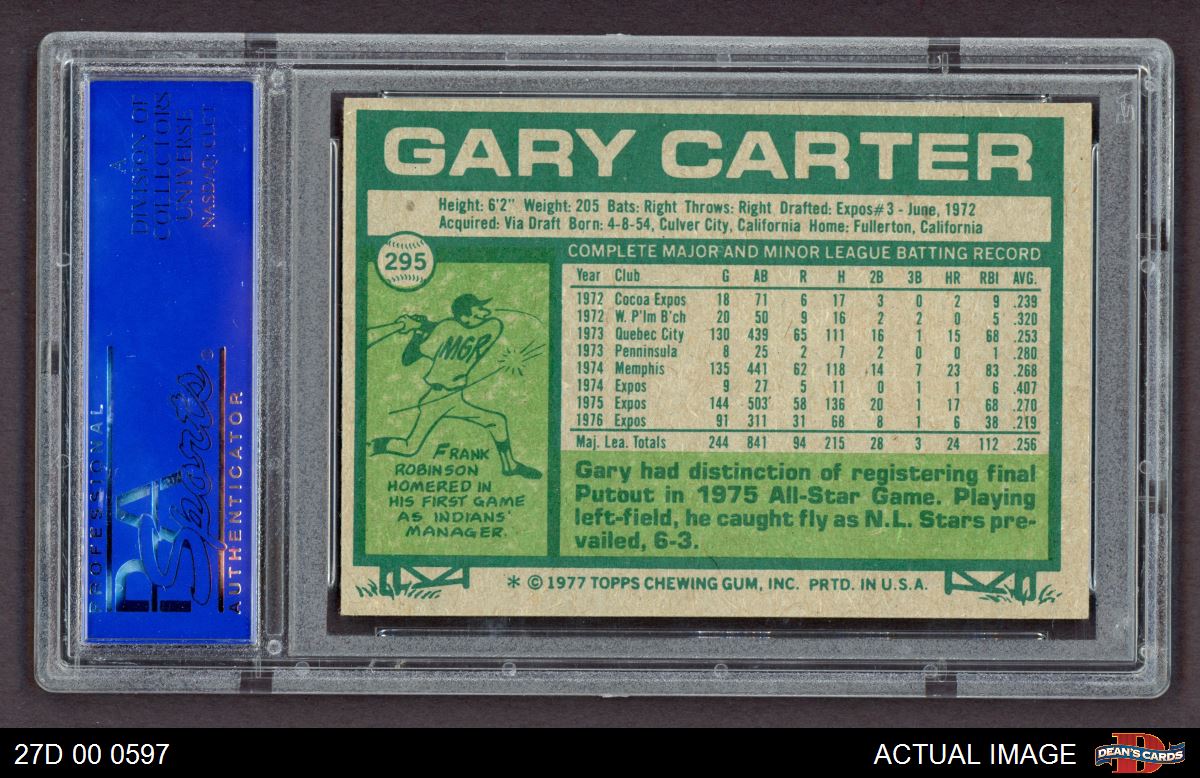 A
DIVISION OF
COLLECTORS
UNIVERSE
NASDAQ: CLCT
PROFESSIONAL
PSA
Sports
AUTHENTICATOR
GARY CARTER
Height: 6'2" Weight: 205 Bats: Right Throws: Right Drafted: Expos#3 - June, 1972
Acquired: Via Draft Born: 4-8-54, Culver City, California Home: Fullerton, California
295
MGR
FRANK
ROBINSON
HOMERED IN
HIS FIRST GAME
AS INDIANS'
MANAGER.
COMPLETE MAJOR AND MINOR LEAGUE BATTING RECORD
Year Club G AB R H 2B 3B HR RBI AVG.
1972 Cocoa Expos 18 71 6 17 3 0 2 9 .239
1972 W. P'lm B'ch 20 50 9 16 2 2 0 5 .320
1973 Quebec City 130 439 65 111 16 1 15 68 .253
1973 Penninsula 8 25 2 7 2 0 0 1 .280
1974 Memphis 135 441 62 118 14 7 23 83 .268
1974 Expos 9 27 5 11 0 1 1 6 .407
1975 Expos 144 503 58 136 20 1 17 68 .270
1976 Expos 91 311 31 68 8 1 6 38 .219
Maj. Lea. Totals 244 841 94 215 28 3 24 112 .256
Gary had distinction of registering final
Putout in 1975 All-Star Game. Playing
left-field, he caught fly as N.L. Stars pre-
vailed, 6-3.
* © 1977 TOPPS CHEWING GUM, INC. PRTD. IN U.S.A.
27D 00 0597
ACTUAL IMAGE
DEAN'S CARDS